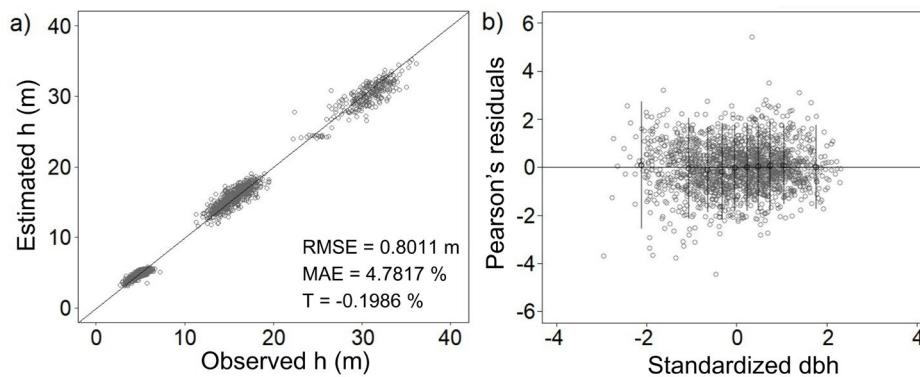 a)
Estimated h (m)
40
30
20
10
0
RMSE = 0.8011 m
MAE = 4.7817 %
T = -0.1986 %
0 10 20 30 40
Observed h (m)
b)
Pearson's residuals
6
4
2
0
-2
-4
-6
-4 -2 0 2 4
Standardized dbh